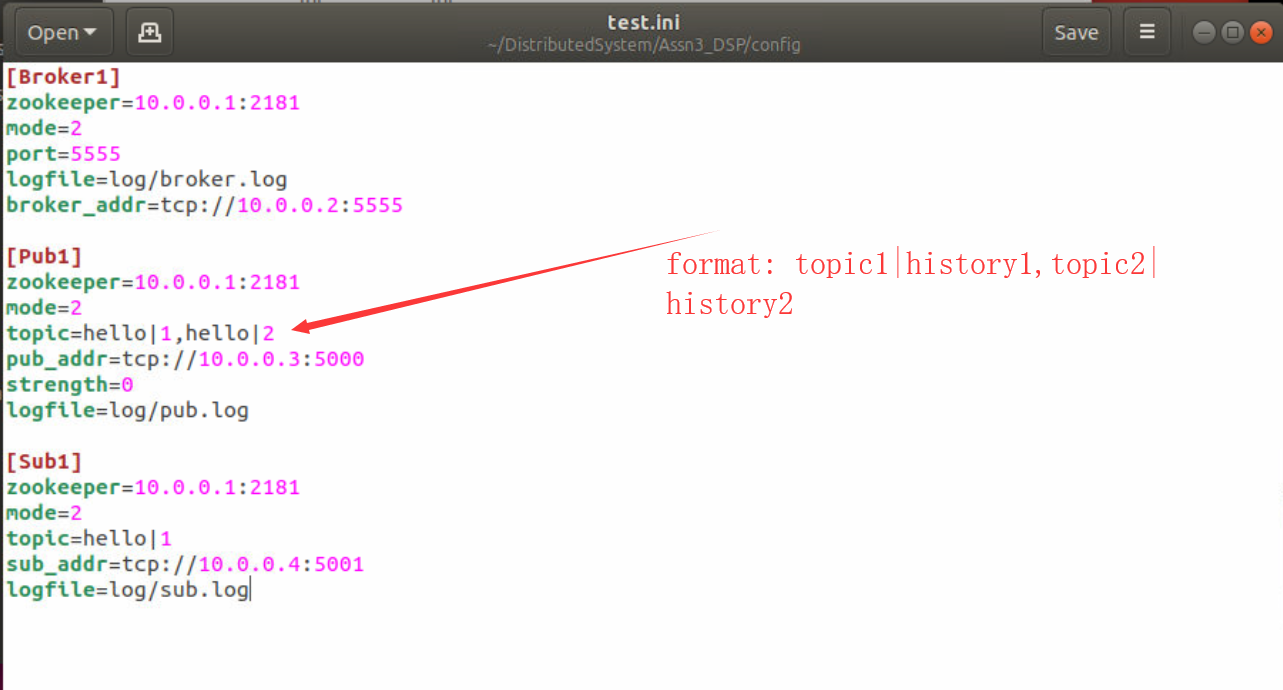 Open
test.ini
~/DistributedSystem/Assn3_DSP/config
Save
[Broker1]
zookeeper=10.0.0.1:2181
mode=2
port=5555
logfile=log/broker.log
broker_addr=tcp://10.0.0.2:5555
[Pub1]
zookeeper=10.0.0.1:2181
mode=2
topic=hello|1,hello|2
pub_addr=tcp://10.0.0.3:5000
strength=0
logfile=log/pub.log
format: topic1|history1,topic2|
history2
[Sub1]
zookeeper=10.0.0.1:2181
mode=2
topic=hello|1
sub_addr=tcp://10.0.0.4:5001
logfile=log/sub.log